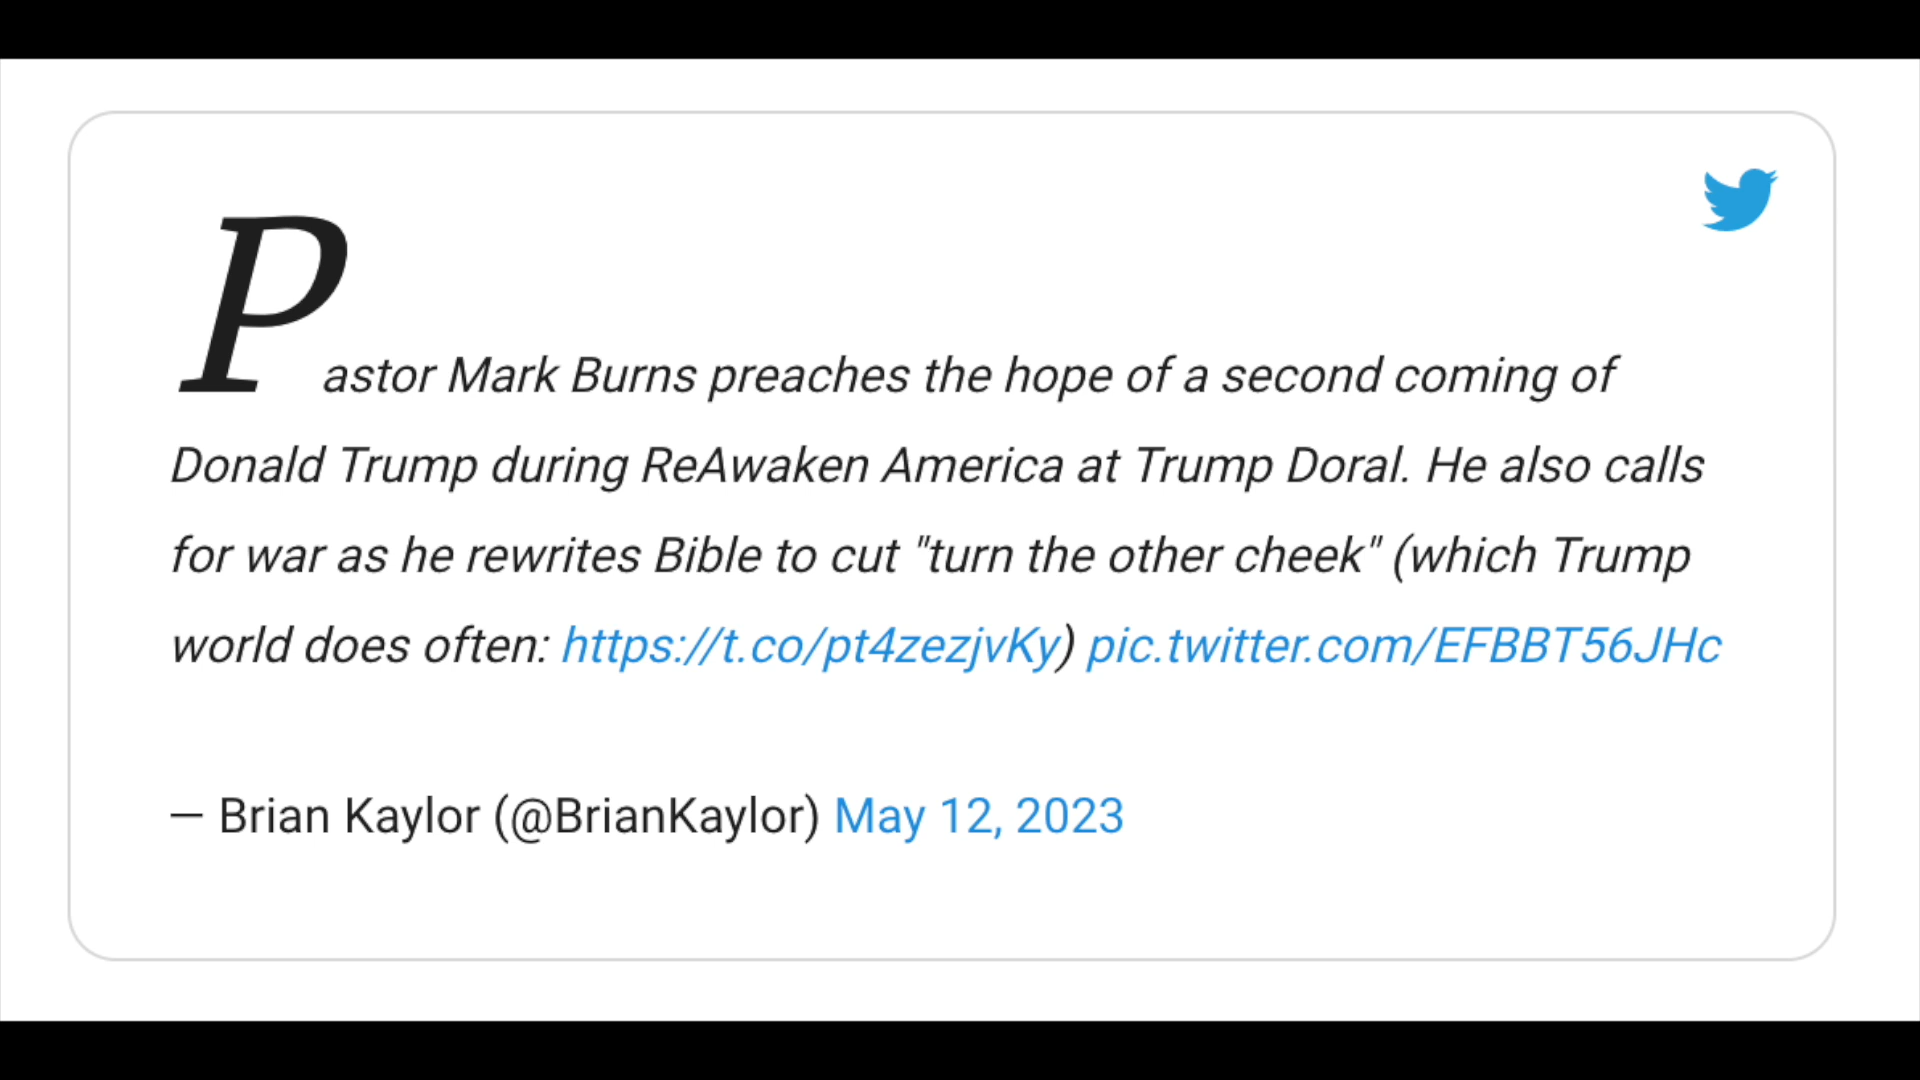 Pastor Mark Burns preaches the hope of a second coming of
Donald Trump during ReAwaken America at Trump Doral. He also calls
for war as he rewrites Bible to cut "turn the other cheek" (which Trump
world does often: https://t.co/pt4zezjvKy) pic.twitter.com/EFBBT56JHc
— Brian Kaylor (@BrianKaylor) May 12, 2023